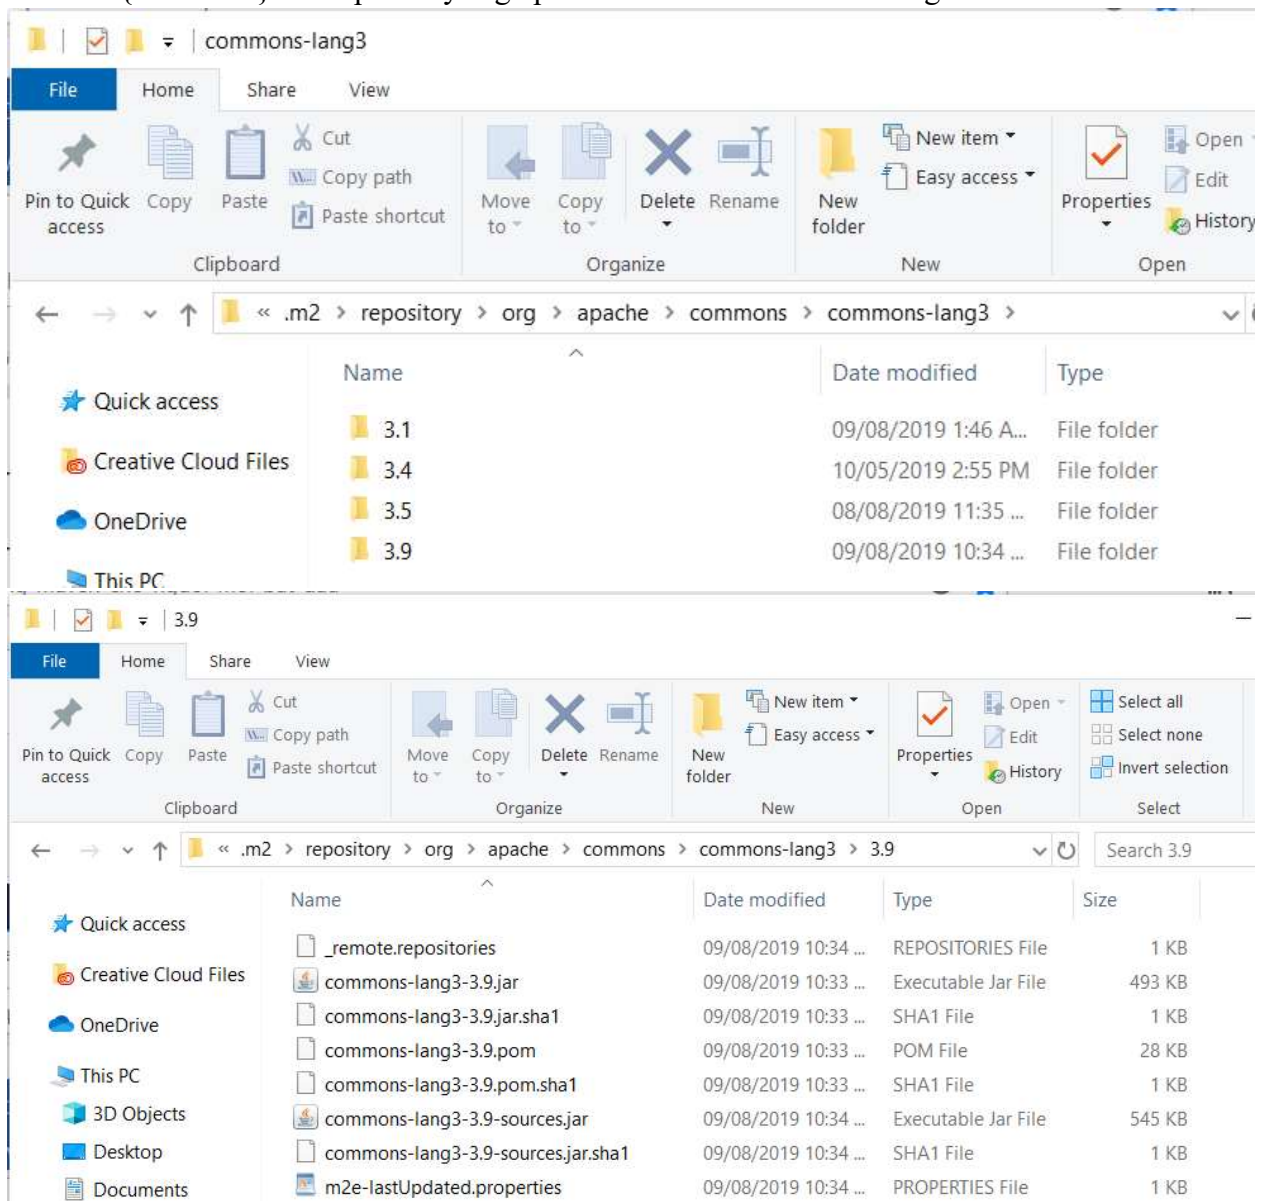 commons-lang3
File Home Share View
Cut
Copy path
Paste shortcut
Pin to Quick access
Copy
Paste
Move to
Copy to
Delete
Rename
New folder
New item
Easy access
Properties
Open
Edit
History
Clipboard Organize New Open
« .m2 > repository > org > apache > commons > commons-lang3 >
Name Date modified Type
Quick access
Creative Cloud Files
OneDrive
This PC
3.1 09/08/2019 1:46 A... File folder
3.4 10/05/2019 2:55 PM File folder
3.5 08/08/2019 11:35 ... File folder
3.9 09/08/2019 10:34 ... File folder
3.9
File Home Share View
Cut
Copy path
Paste shortcut
Pin to Quick access
Copy
Paste
Move to
Copy to
Delete
Rename
New folder
New item
Easy access
Properties
Open
Edit
History
Select all
Select none
Invert selection
Clipboard Organize New Open Select
« .m2 > repository > org > apache > commons > commons-lang3 > 3.9
Search 3.9
Name Date modified Type Size
Quick access
Creative Cloud Files
OneDrive
This PC
3D Objects
Desktop
Documents
_remote.repositories 09/08/2019 10:34 ... REPOSITORIES File 1 KB
commons-lang3-3.9.jar 09/08/2019 10:33 ... Executable Jar File 493 KB
commons-lang3-3.9.jar.sha1 09/08/2019 10:33 ... SHA1 File 1 KB
commons-lang3-3.9.pom 09/08/2019 10:33 ... POM File 28 KB
commons-lang3-3.9.pom.sha1 09/08/2019 10:33 ... SHA1 File 1 KB
commons-lang3-3.9-sources.jar 09/08/2019 10:34 ... Executable Jar File 545 KB
commons-lang3-3.9-sources.jar.sha1 09/08/2019 10:34 ... SHA1 File 1 KB
m2e-lastUpdated.properties 09/08/2019 10:34 ... PROPERTIES File 1 KB